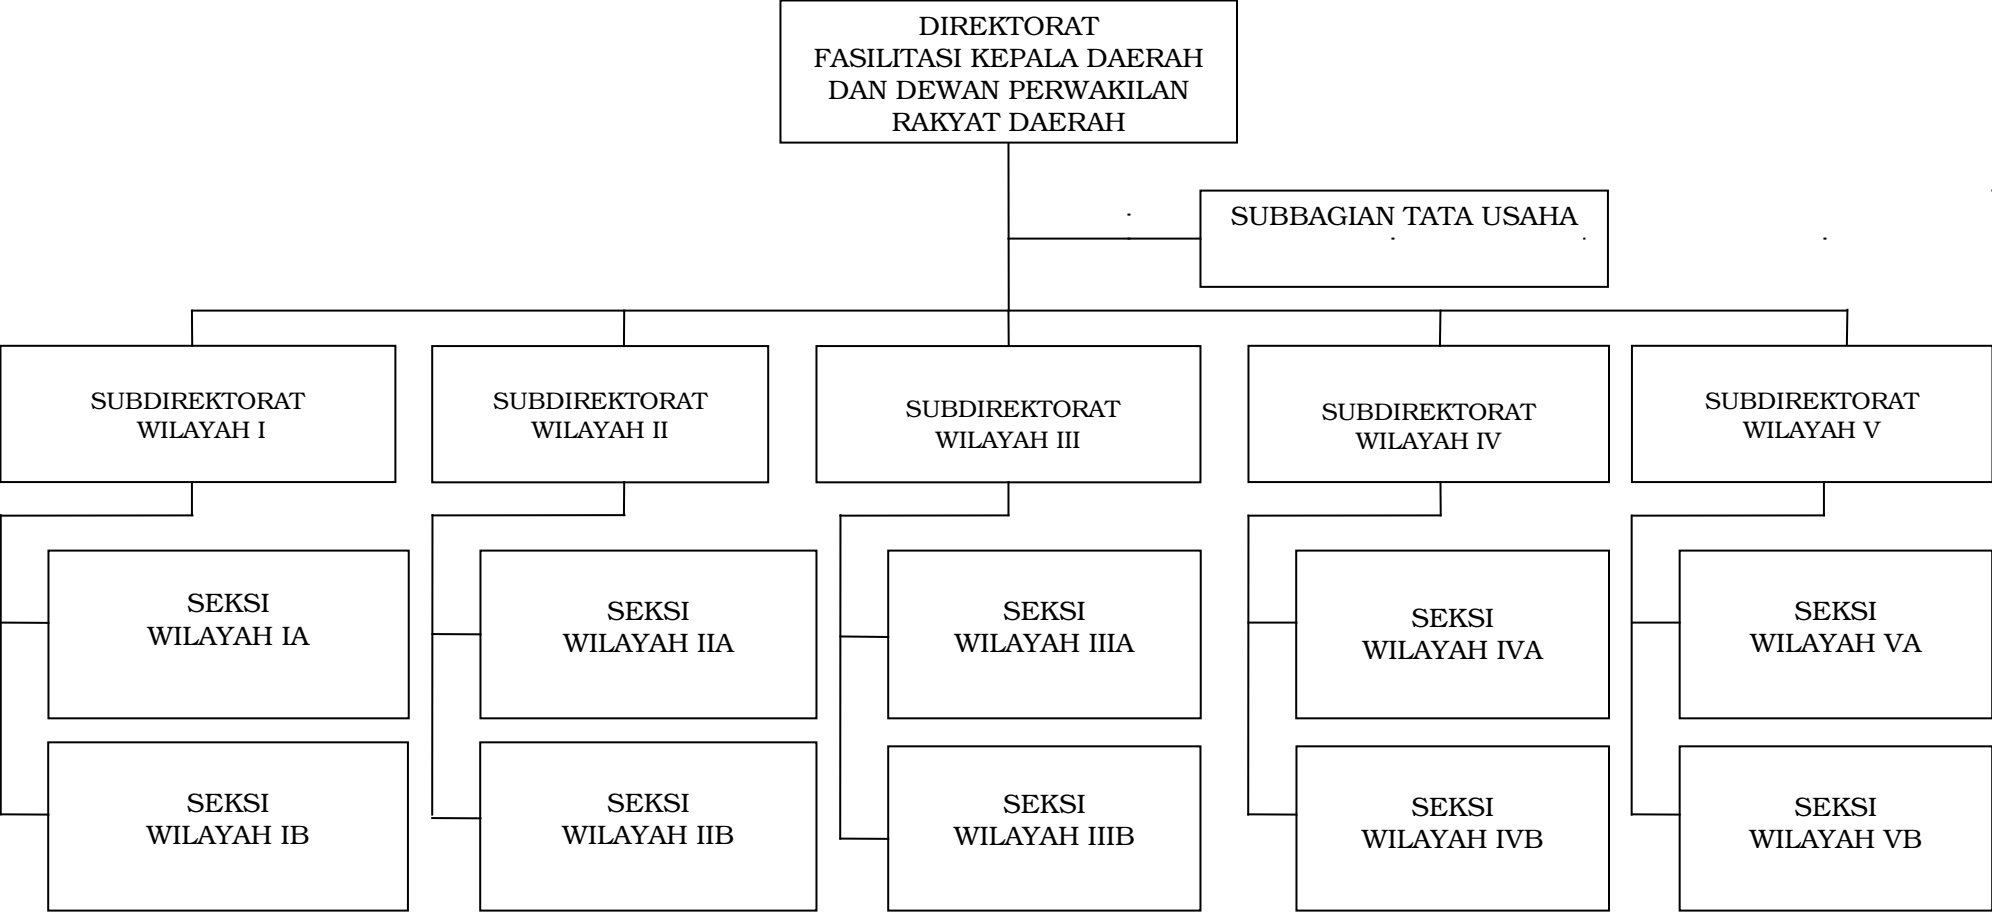 DIREKTORAT
FASILITASI KEPALA DAERAH
DAN DEWAN PERWAKILAN
RAKYAT DAERAH
SUBBAGIAN TATA USAHA
SUBDIREKTORAT
WILAYAH I
SUBDIREKTORAT
WILAYAH II
SUBDIREKTORAT
WILAYAH III
SUBDIREKTORAT
WILAYAH IV
SUBDIREKTORAT
WILAYAH V
SEKSI
WILAYAH IA
SEKSI
WILAYAH IIA
SEKSI
WILAYAH IIIA
SEKSI
WILAYAH IVA
SEKSI
WILAYAH VA
SEKSI
WILAYAH IB
SEKSI
WILAYAH IIB
SEKSI
WILAYAH IIIB
SEKSI
WILAYAH IVB
SEKSI
WILAYAH VB